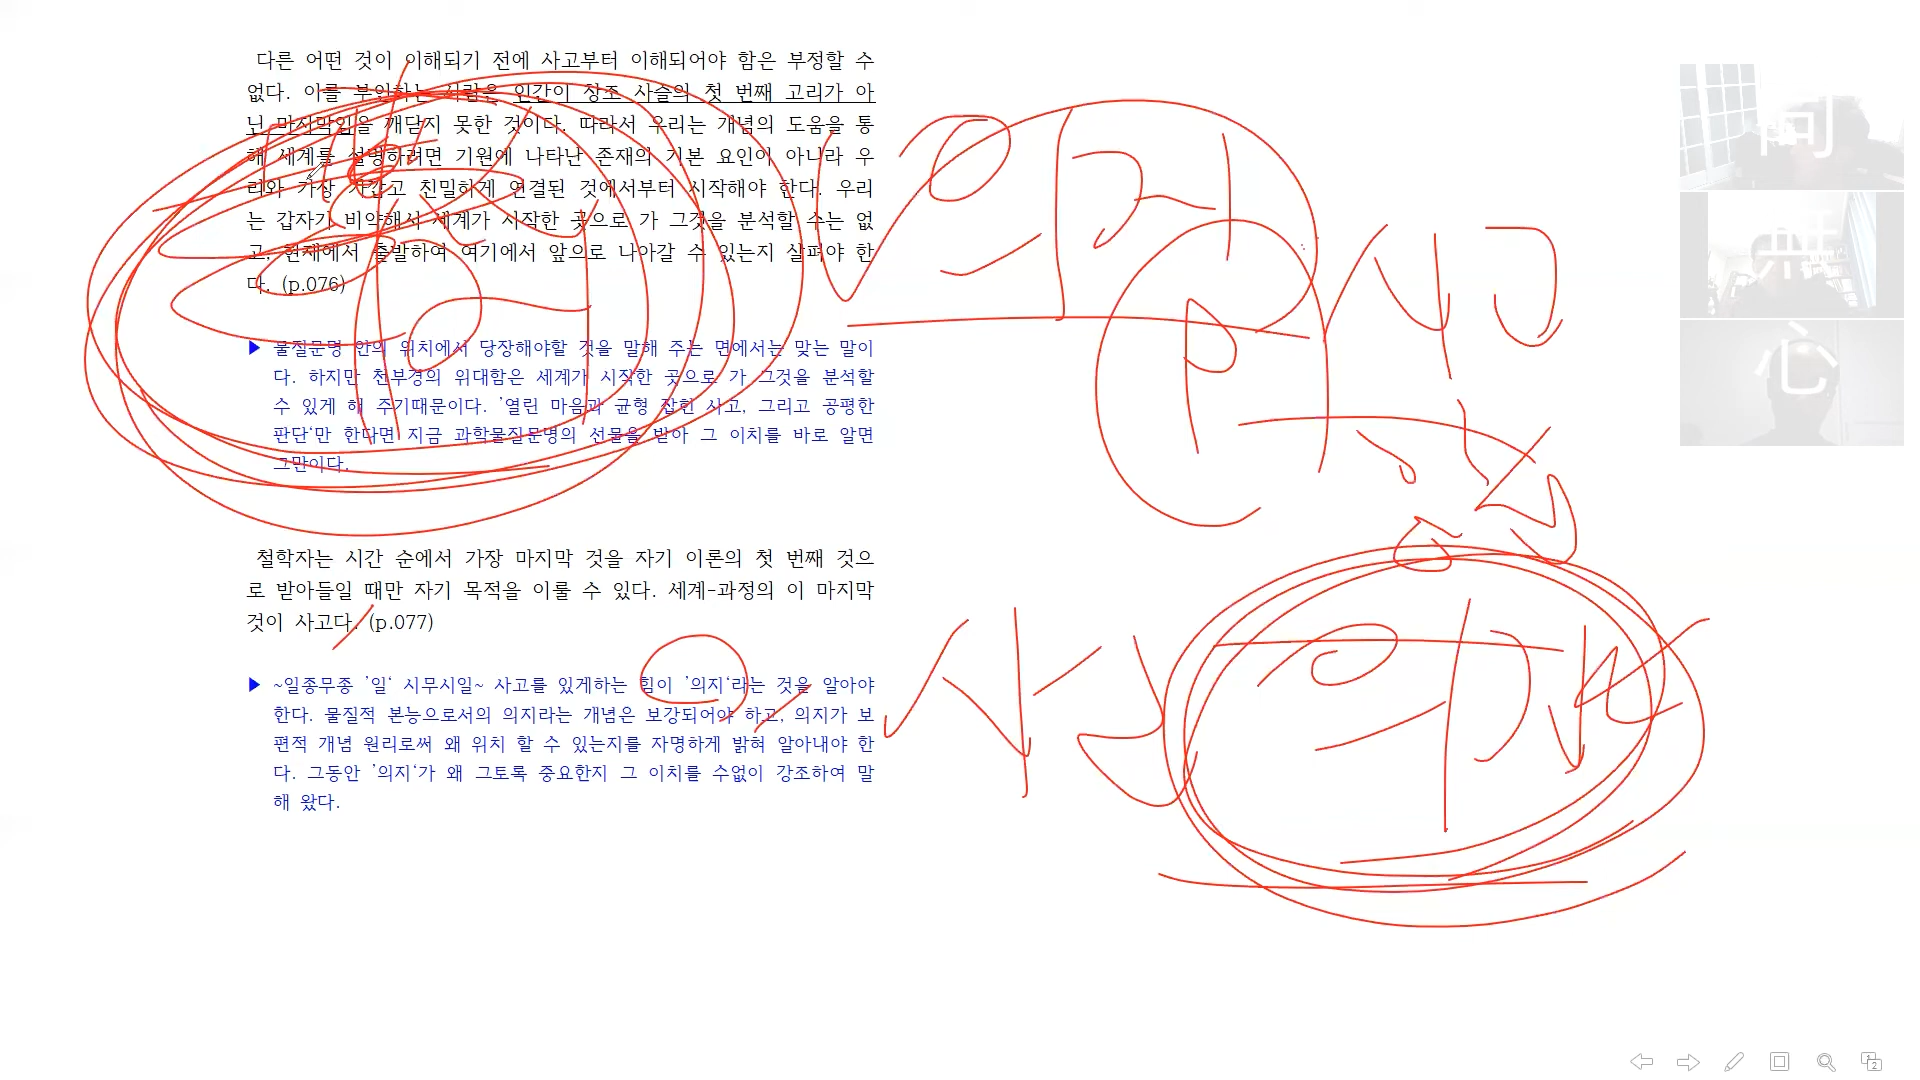 다른 어떤 것이 이해되기 전에 사고부터 이해되어야 함은 부정할 수
없다. 이를 부인하는 사람은 인간이 창조 사슬의 첫 번째 고리가 아
닌 마지막임을 깨닫지 못한 것이다. 따라서 우리는 개념의 도움을 통
해 세계를 설명하려면 기원에 나타난 존재의 기본 요인이 아니라 우
리와 가장 가깝고 친밀하게 연결된 것에서부터 시작해야 한다. 우리
는 갑자기 비약해서 세계가 시작한 곳으로 가 그것을 분석할 수는 없
고, 현재에서 출발하여 여기에서 앞으로 나아갈 수 있는지 살펴야 한
다. (p.076)
▶ 물질문명 안의 위치에서 당장해야할 것을 말해 주는 면에서는 맞는 말이
다. 하지만 천부경의 위대함은 세계가 시작한 곳으로 가 그것을 분석할
수 있게 해 주기때문이다. '열린 마음과 균형 잡힌 사고, 그리고 공평한
판단'만 한다면 지금 과학물질문명의 선물을 받아 그 이치를 바로 알면
그만이다.
철학자는 시간 순에서 가장 마지막 것을 자기 이론의 첫 번째 것으
로 받아들일 때만 자기 목적을 이룰 수 있다. 세계-과정의 이 마지막
것이 사고다. (p.077)
▶ ~일종무종 '일' 시무시일~ 사고를 있게하는 힘이 '의지'라는 것을 알아야
한다. 물질적 본능으로서의 의지라는 개념은 보강되어야 하고, 의지가 보
편적 개념 원리로써 왜 위치 할 수 있는지를 자명하게 밝혀 알아내야 한
다. 그동안 '의지'가 왜 그토록 중요한지 그 이치를 수없이 강조하여 말
해 왔다.
사고
無
心